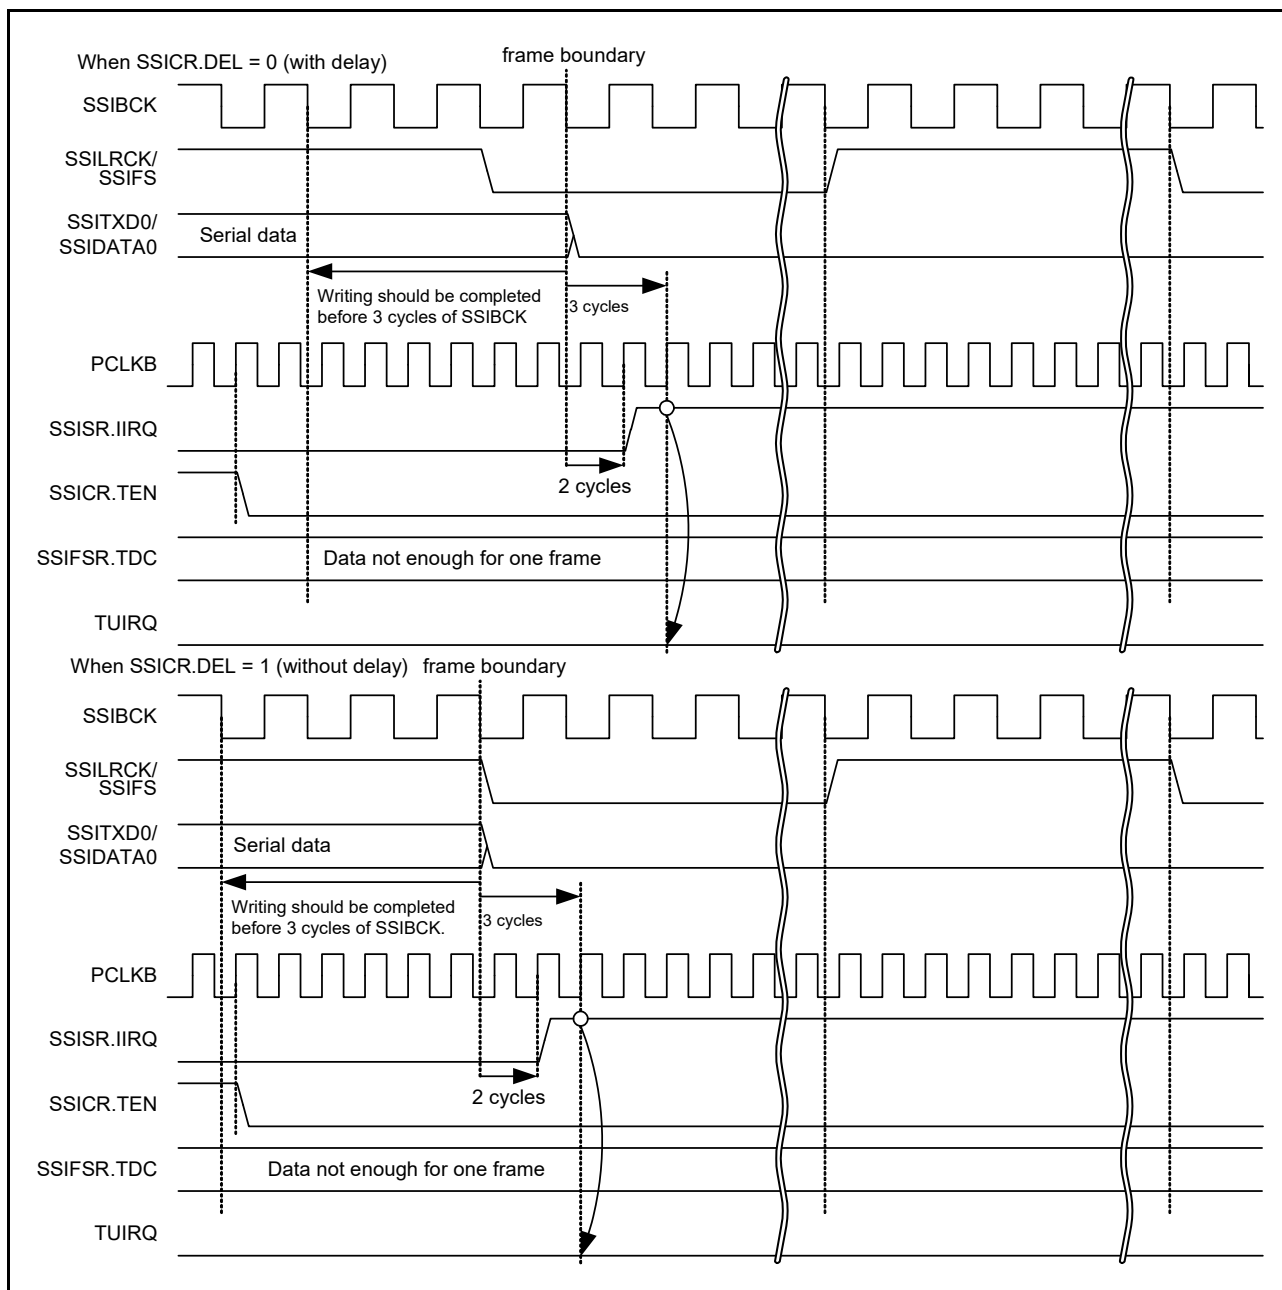 When SSICR.DEL = 0 (with delay)
frame boundary
SSIBCK
SSILRCK/
SSIFS
SSITXD0/
SSIDATA0
Serial data
Writing should be completed
before 3 cycles of SSIBCK
3 cycles
PCLKB
SSISR.IIRQ
2 cycles
SSICR.TEN
SSIFSR.TDC
Data not enough for one frame
TUIRQ
When SSICR.DEL = 1 (without delay)
frame boundary
SSIBCK
SSILRCK/
SSIFS
SSITXD0/
SSIDATA0
Serial data
Writing should be completed
before 3 cycles of SSIBCK.
3 cycles
PCLKB
SSISR.IIRQ
2 cycles
SSICR.TEN
SSIFSR.TDC
Data not enough for one frame
TUIRQ